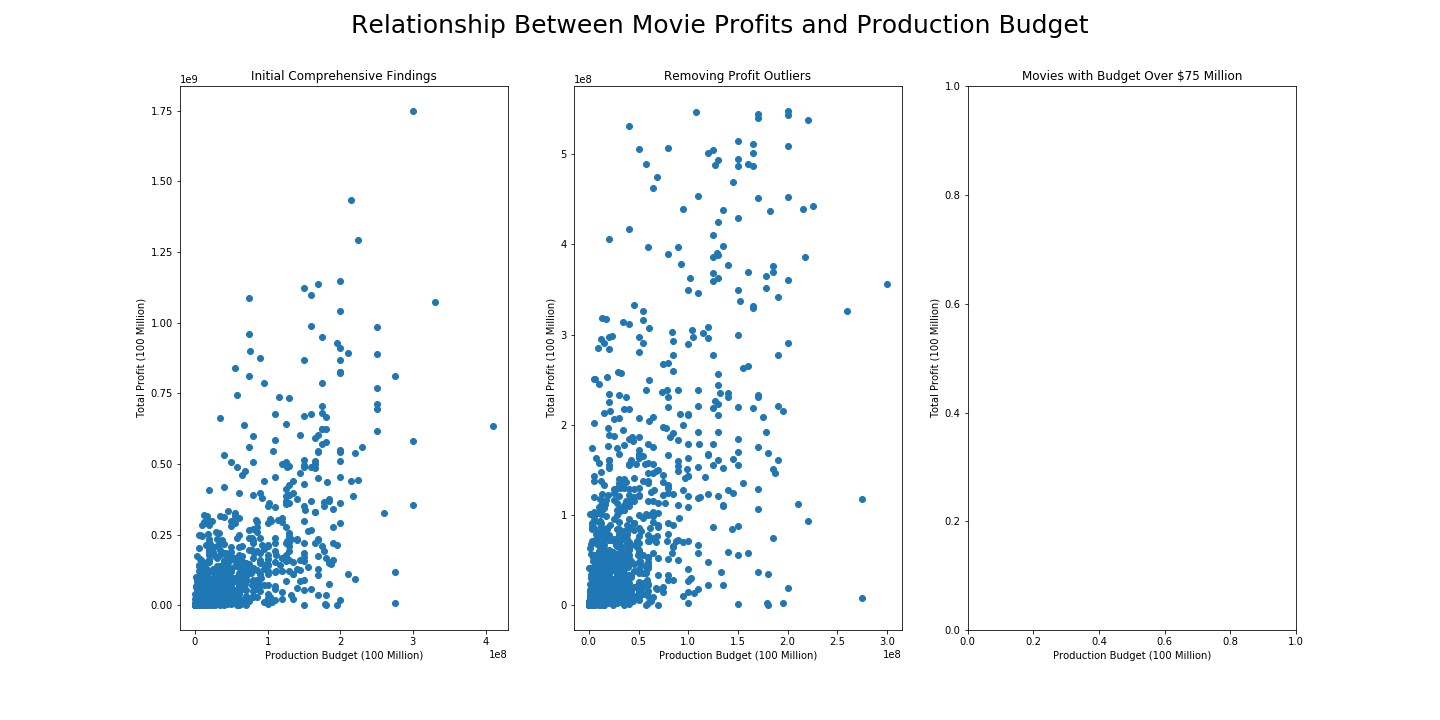 Relationship Between Movie Profits and Production Budget
Initial Comprehensive Findings
1e9
1.75
1.50
1.25
1.00
0.75
0.50
0.25
0.00
Total Profit (100 Million)
0 1 2 3 4
1e8
Production Budget (100 Million)
Removing Profit Outliers
1e8
5
4
3
2
1
0
Total Profit (100 Million)
0.0 0.5 1.0 1.5 2.0 2.5 3.0
1e8
Production Budget (100 Million)
Movies with Budget Over $75 Million
1.0
0.8
0.6
0.4
0.2
0.0
Total Profit (100 Million)
0.0 0.2 0.4 0.6 0.8 1.0
Production Budget (100 Million)